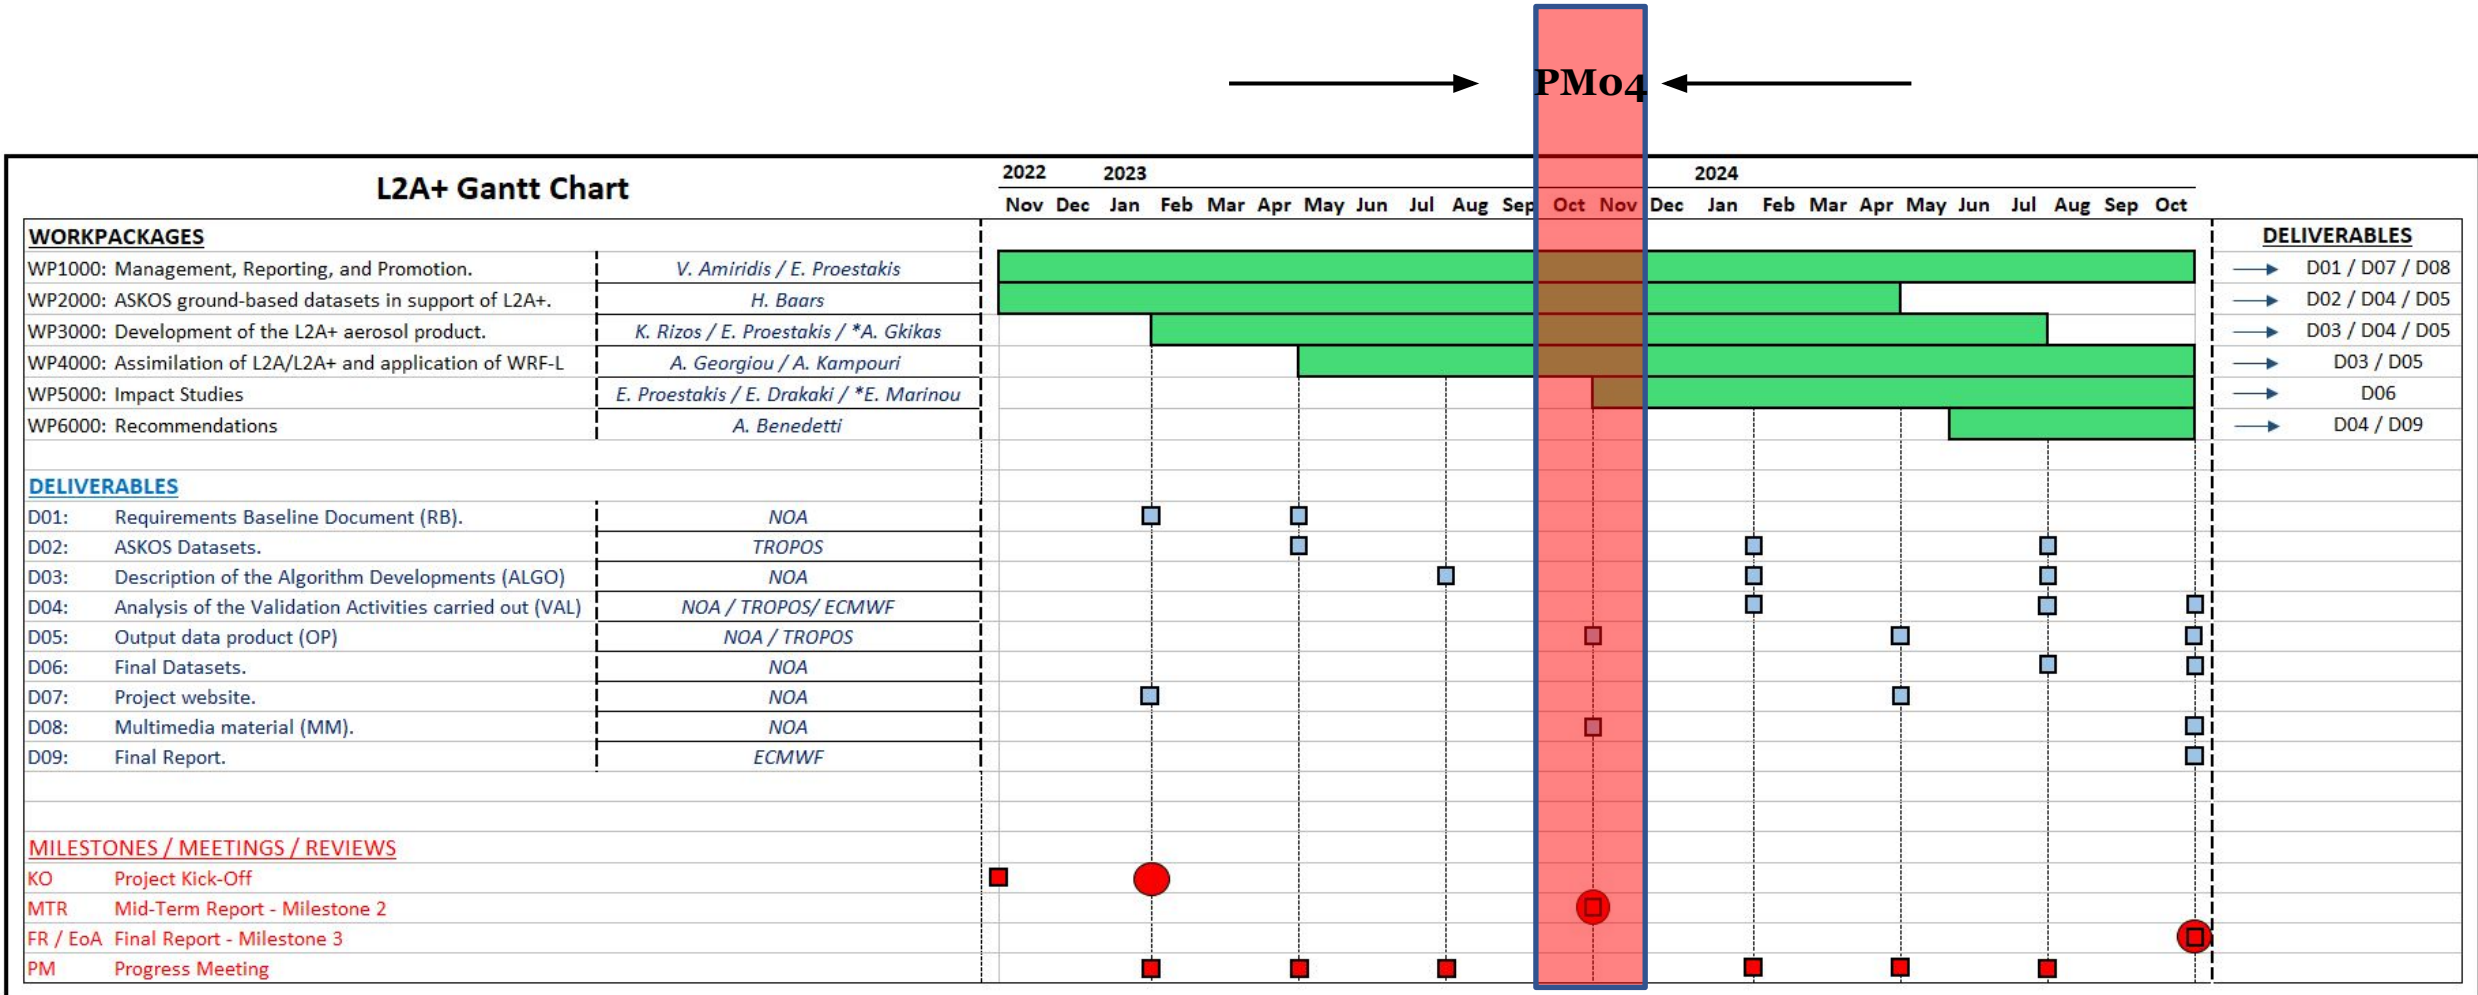 PM04
L2A+ Gantt Chart
2022 2023 2024
Nov Dec Jan Feb Mar Apr May Jun Jul Aug Sep Oct Nov Dec Jan Feb Mar Apr May Jun Jul Aug Sep Oct
WORKPACKAGES DELIVERABLES
WP1000: Management, Reporting, and Promotion. V. Amiridis / E. Proestakis D01 / D07 / D08
WP2000: ASKOS ground-based datasets in support of L2A+. H. Baars D02 / D04 / D05
WP3000: Development of the L2A+ aerosol product. K. Rizos / E. Proestakis / *A. Gkikas D03 / D04 / D05
WP4000: Assimilation of L2A/L2A+ and application of WRF-L A. Georgiou / A. Kampouri D03 / D05
WP5000: Impact Studies E. Proestakis / E. Drakaki / *E. Marinou D06
WP6000: Recommendations A. Benedetti D04 / D09
DELIVERABLES
D01: Requirements Baseline Document (RB). NOA
D02: ASKOS Datasets. TROPOS
D03: Description of the Algorithm Developments (ALGO) NOA
D04: Analysis of the Validation Activities carried out (VAL) NOA / TROPOS/ ECMWF
D05: Output data product (OP) NOA / TROPOS
D06: Final Datasets. NOA
D07: Project website. NOA
D08: Multimedia material (MM). NOA
D09: Final Report. ECMWF
MILESTONES / MEETINGS / REVIEWS
KO Project Kick-Off
MTR Mid-Term Report - Milestone 2
FR / EoA Final Report - Milestone 3
PM Progress Meeting